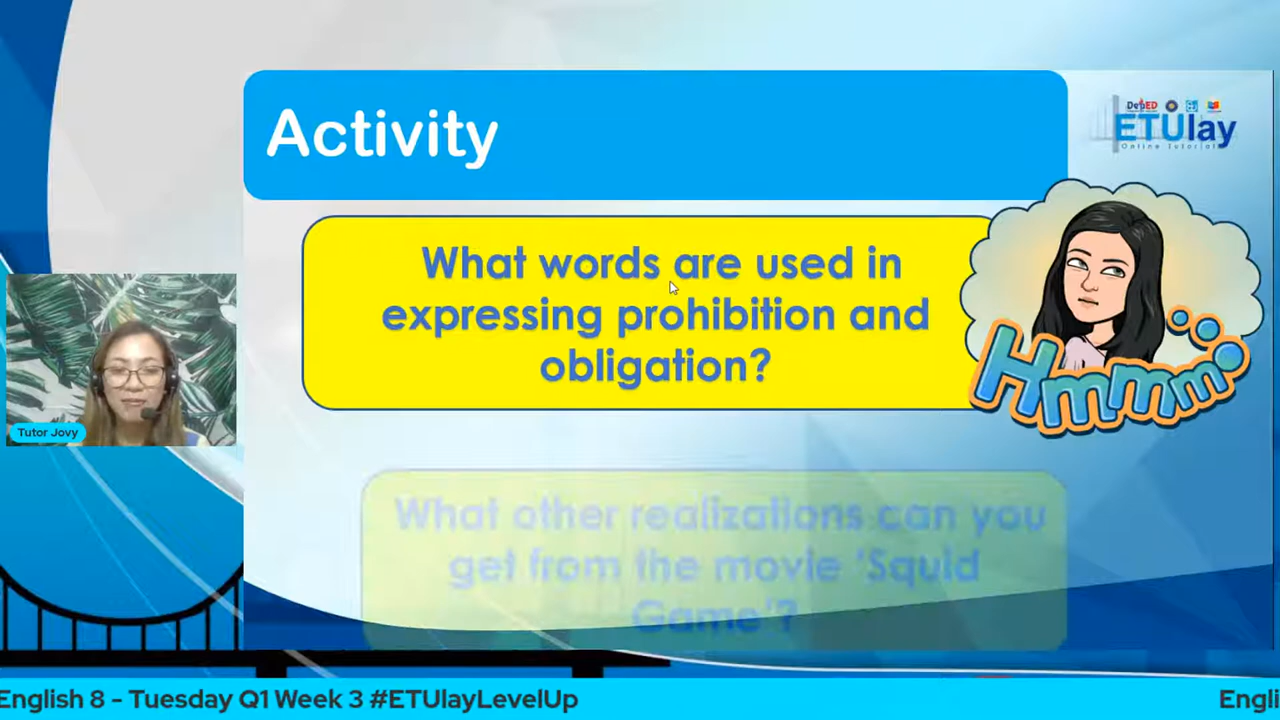 Activity
DepED
ETUlay
Online Tutorial
What words are used in
expressing prohibition and
obligation?
Hmmm
Tutor Jovy
What other realizations can you
get from the movie ‘Squid
Game’?
English 8 - Tuesday Q1 Week 3 #ETUlayLevelUp
Engli